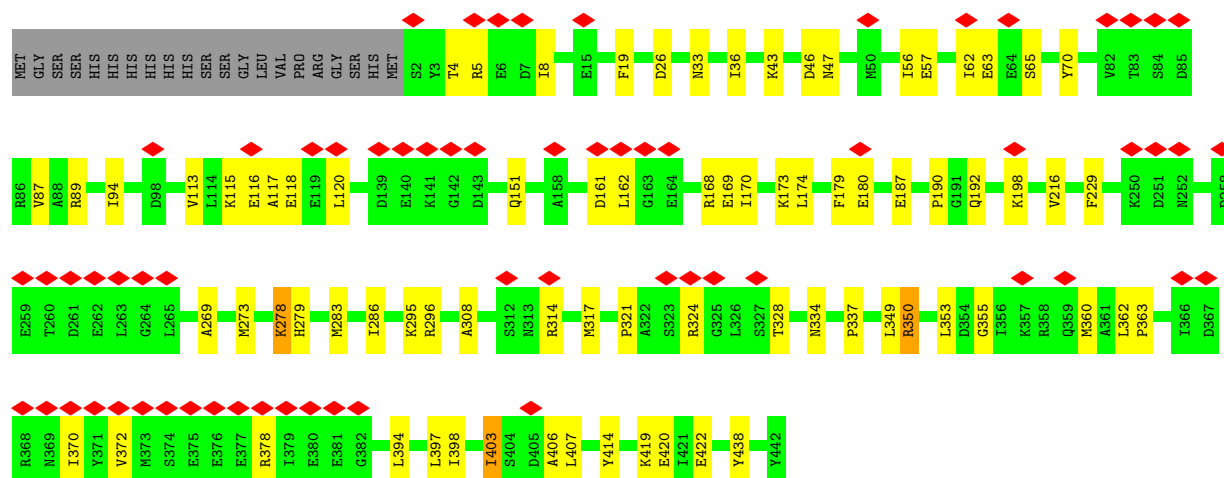 MET GLY SER SER HIS HIS HIS HIS HIS HIS SER SER GLY LEU VAL PRO ARG GLY SER HIS MET S2 Y3 T4 R5 E6 D7 I8 E15 F19 D26 N33 I36 K43 D46 N47 M50 I56 E57 I62 E63 E64 S65 Y70 V82 T83 S84 D85
R86 V87 A88 R89 I94 D98 V113 L114 K115 E116 A117 E118 E119 L120 D139 E140 K141 G142 D143 Q151 A158 D161 L162 G163 E164 R168 E169 I170 K173 L174 F179 E180 E187 P190 G191 Q192 K198 V216 F229 K250 D251 N252
E259 T260 D261 E262 L263 G264 L265 A269 M273 K278 H279 M283 I286 K295 R296 A308 S312 N313 R314 M317 P321 A322 S323 R324 G325 L326 S327 T328 N334 P337 L349 R350 L353 D354 G355 I356 K357 R358 Q359 M360 A361 L362 P363 I366 D367
R368 N369 I370 Y371 V372 M373 S374 E375 E376 E377 R378 I379 E380 E381 G382 L394 L397 I398 I403 S404 D405 A406 L407 Y414 K419 E420 I421 E422 Y438 Y442